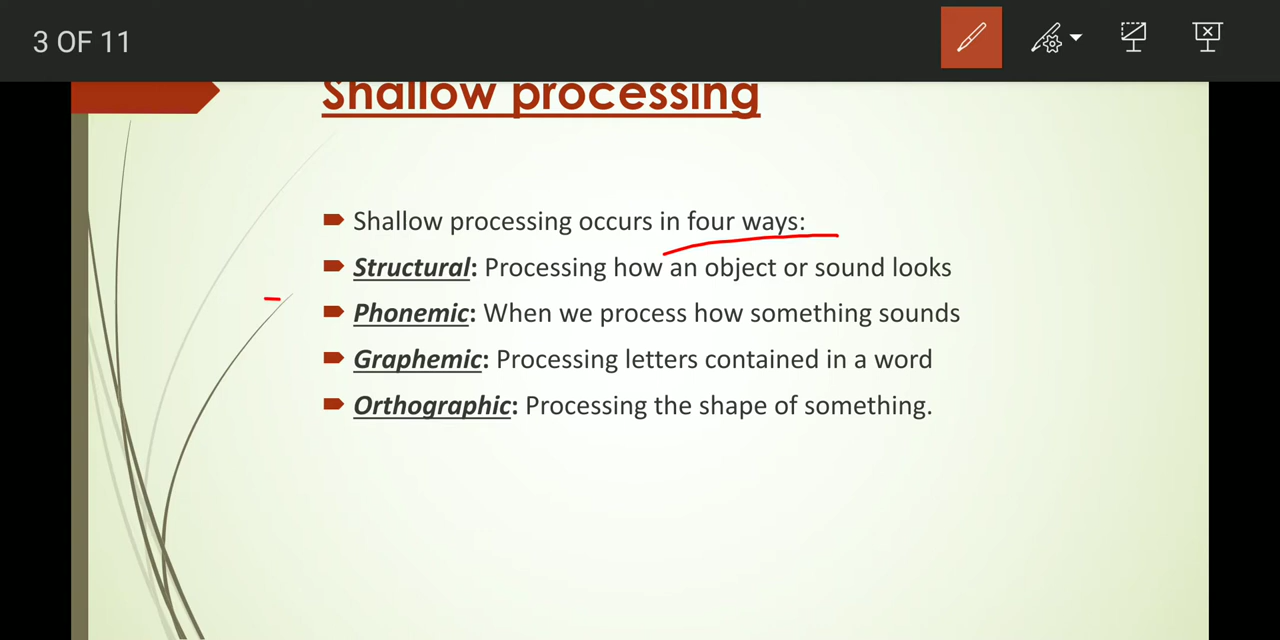 3 OF 11
Shallow processing
Shallow processing occurs in four ways:
Structural: Processing how an object or sound looks
Phonemic: When we process how something sounds
Graphemic: Processing letters contained in a word
Orthographic: Processing the shape of something.